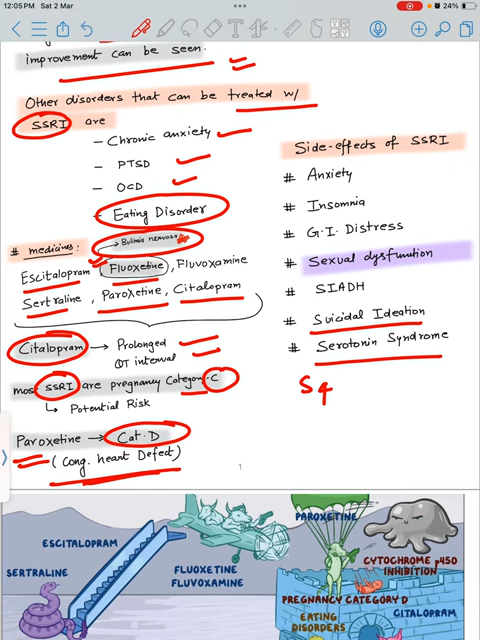 12:05 PM Sat 2 Mar
24%
improvement can be seen.
Other disorders that can be treated w/
SSRI are
- Chronic anxiety
- PTSD
- OCD
- Eating Disorder
→ Bulimia nervosa
# medicines:
Escitalopram, Fluoxetine, Fluvoxamine
Sertraline, Paroxetine, Citalopram
Citalopram → Prolonged
QT interval
most SSRI are pregnancy Category-C
↳ Potential Risk
Paroxetine → Cat. D
(Cong. heart Defect)
Side-effects of SSRI
# Anxiety
# Insomnia
# G.I. Distress
# Sexual dysfunction
# SIADH
# Suicidal Ideation
# Serotonin Syndrome
1
ESCITALOPRAM
SERTRALINE
FLUOXETINE
FLUVOXAMINE
PAROXETINE
CYTOCHROME P450
INHIBITION
PREGNANCY CATEGORY D
EATING
DISORDERS
CITALOPRAM